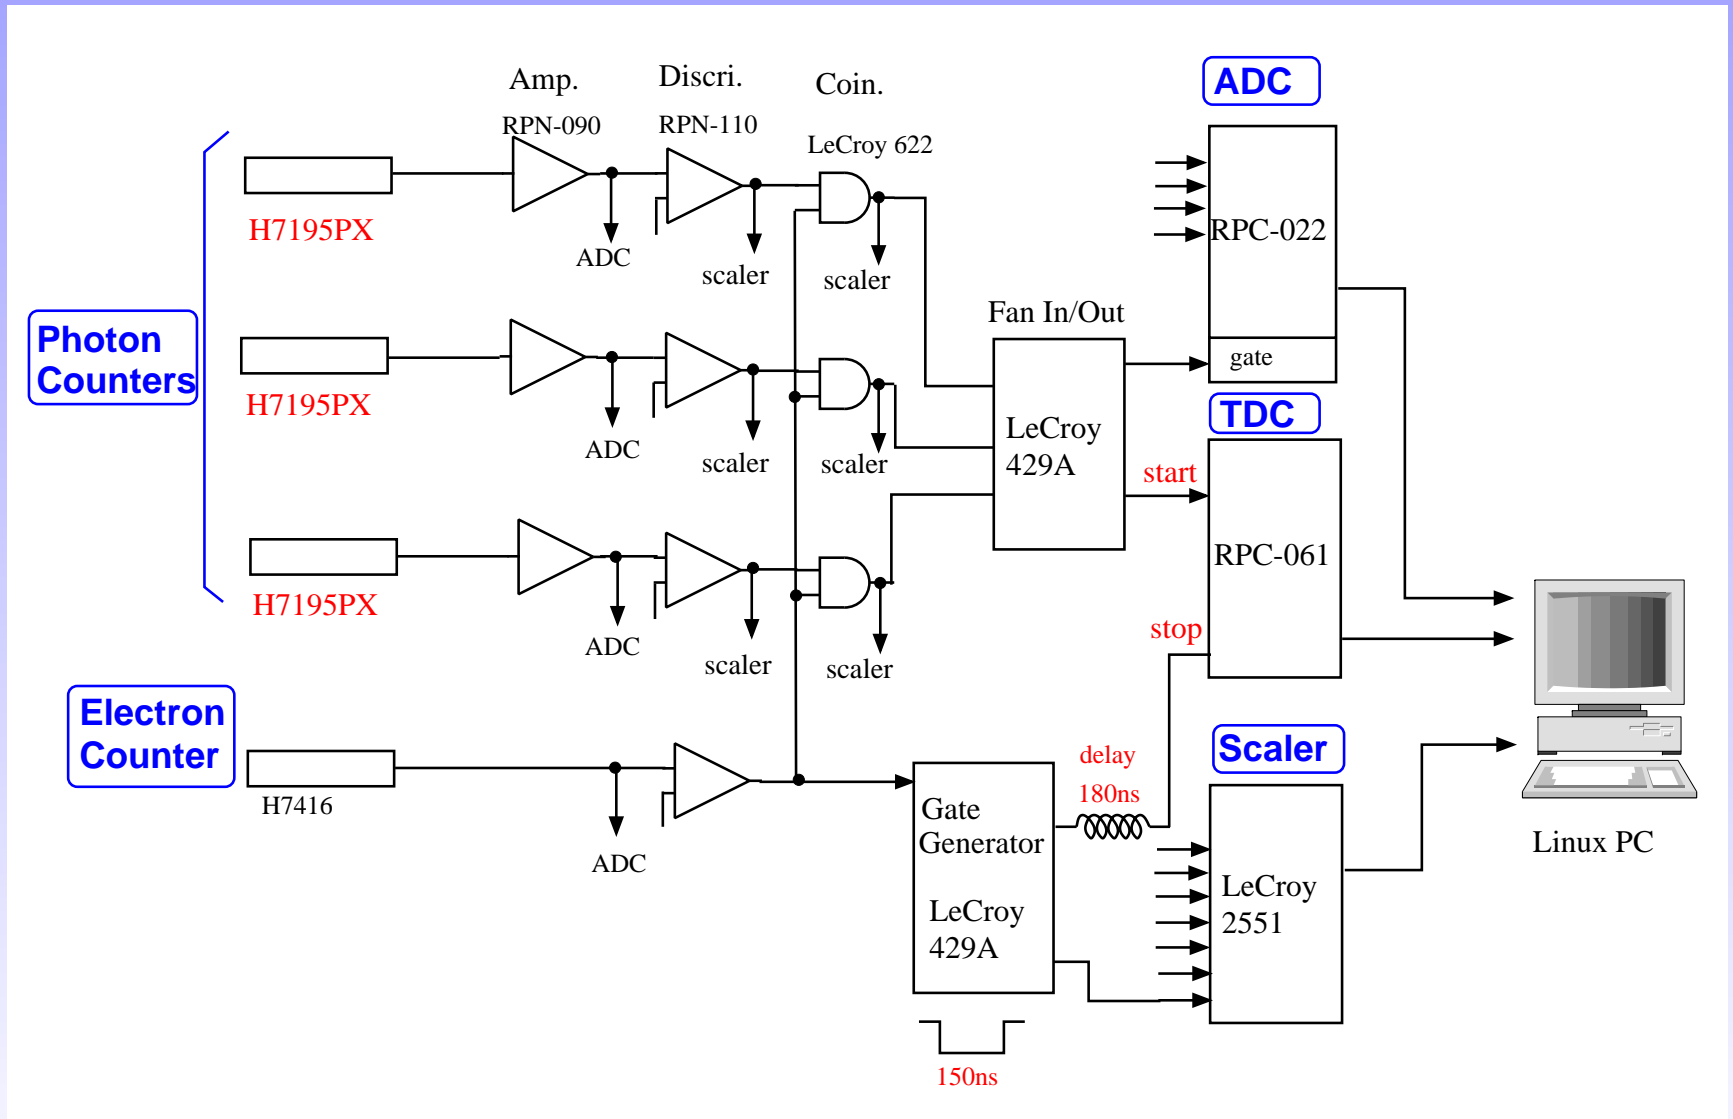 Amp.
Discri.
Coin.
ADC
RPN-090
RPN-110
LeCroy 622
H7195PX
ADC
scaler
scaler
RPC-022
gate
Photon
Counters
H7195PX
ADC
scaler
scaler
Fan In/Out
LeCroy
429A
TDC
start
RPC-061
stop
H7195PX
ADC
scaler
scaler
Electron
Counter
H7416
ADC
Gate
Generator
LeCroy
429A
150ns
delay
180ns
Scaler
LeCroy
2551
Linux PC